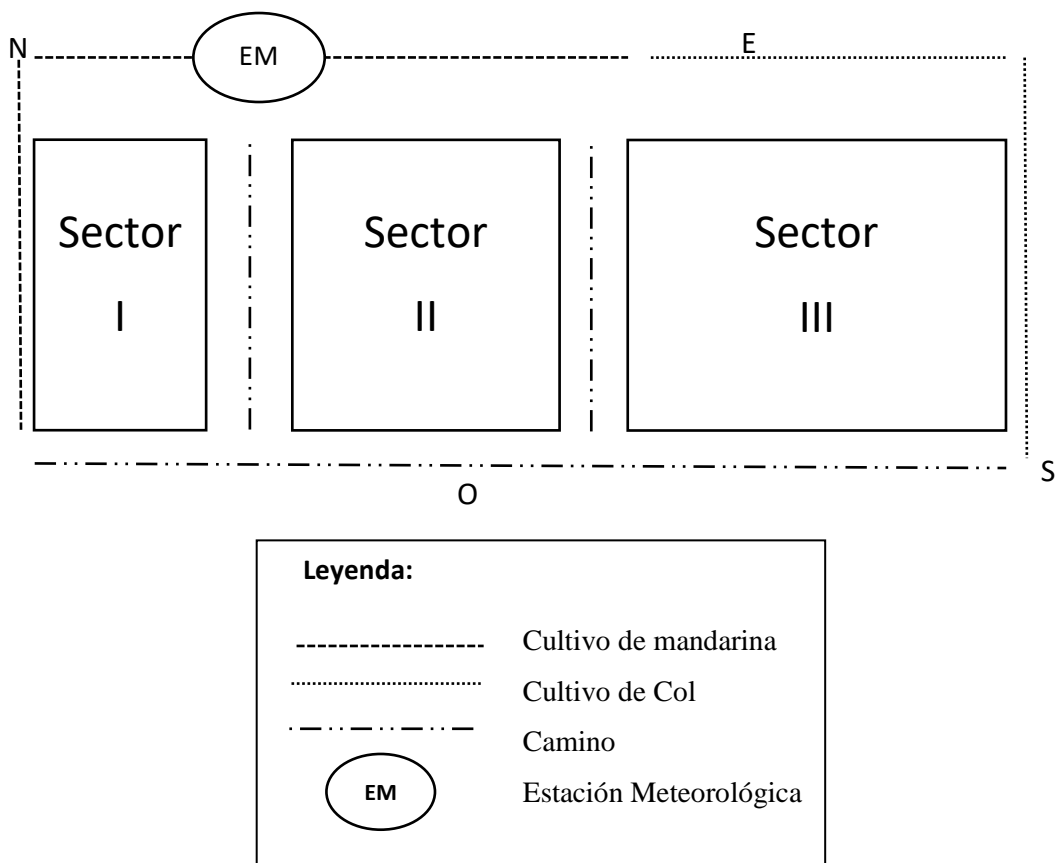 N
EM
E
Sector
I
Sector
II
Sector
III
O
S
Leyenda:
Cultivo de mandarina
Cultivo de Col
Camino
EM
Estación Meteorológica